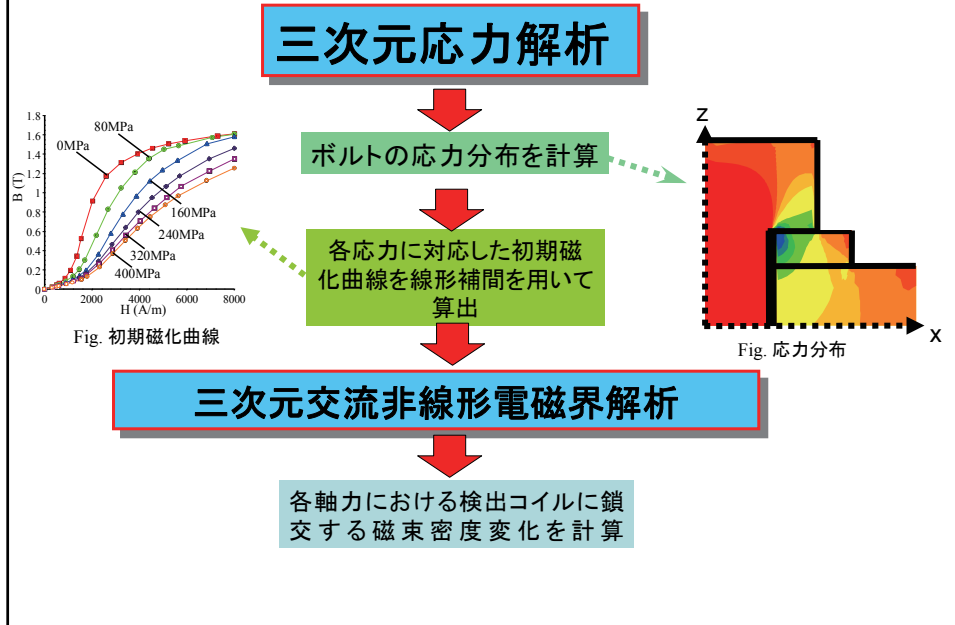 三次元応力解析
ボルトの応力分布を計算
各応力に対応した初期磁
化曲線を線形補間を用いて
算出
三次元交流非線形電磁界解析
各軸力における検出コイルに鎖
交する磁束密度変化を計算
B (T)
1.8
1.6
1.4
1.2
1
0.8
0.6
0.4
0.2
0
0 2000 4000 6000 8000
H (A/m)
0MPa
80MPa
160MPa
240MPa
320MPa
400MPa
Fig. 初期磁化曲線
Z
X
Fig. 応力分布